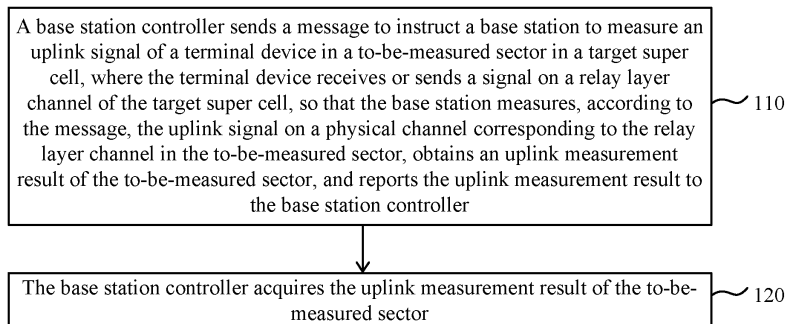 A base station controller sends a message to instruct a base station to measure an
uplink signal of a terminal device in a to-be-measured sector in a target super
cell, where the terminal device receives or sends a signal on a relay layer
channel of the target super cell, so that the base station measures, according to
the message, the uplink signal on a physical channel corresponding to the relay
layer channel in the to-be-measured sector, obtains an uplink measurement
result of the to-be-measured sector, and reports the uplink measurement result to
the base station controller
110
The base station controller acquires the uplink measurement result of the to-be-
measured sector
120